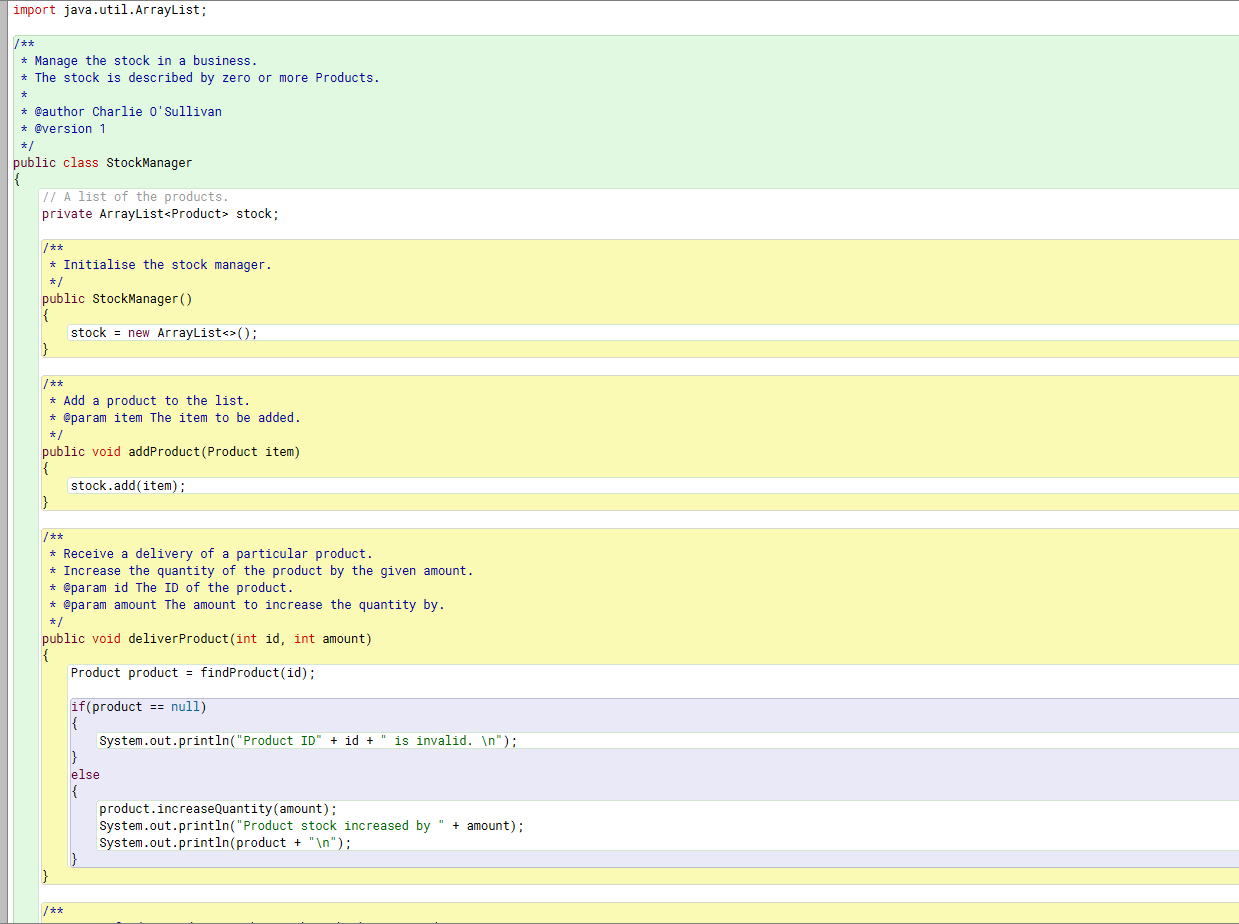 import java.util.ArrayList;
/**
* Manage the stock in a business.
* The stock is described by zero or more Products.
*
* @author Charlie O'Sullivan
* @version 1
*/
public class StockManager
{
// A list of the products.
private ArrayList<Product> stock;
/**
* Initialise the stock manager.
*/
public StockManager()
{
stock = new ArrayList<>();
}
/**
* Add a product to the list.
* @param item The item to be added.
*/
public void addProduct(Product item)
{
stock.add(item);
}
/**
* Receive a delivery of a particular product.
* Increase the quantity of the product by the given amount.
* @param id The ID of the product.
* @param amount The amount to increase the quantity by.
*/
public void deliverProduct(int id, int amount)
{
Product product = findProduct(id);
if(product == null)
{
System.out.println("Product ID" + id + " is invalid. \n");
}
else
{
product.increaseQuantity(amount);
System.out.println("Product stock increased by " + amount);
System.out.println(product + "\n");
}
}
/**